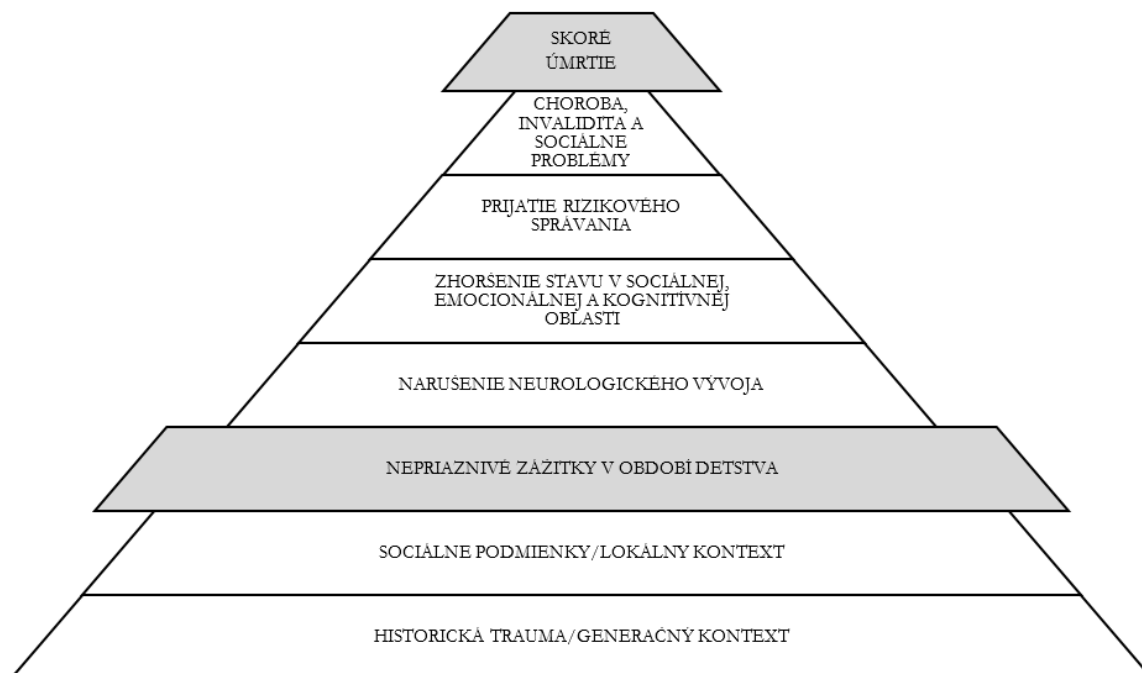 SKORÉ
ÚMRTIE
CHOROBA,
INVALIDITA A
SOCIÁLNE
PROBLÉMY
PRIJATIE RIZIKOVÉHO
SPRÁVANIA
ZHORŠENIE STAVU V SOCIÁLNEJ,
EMOCIONÁLNEJ A KOGNITÍVNEJ
OBLASTI
NARUŠENIE NEUROLOGICKÉHO VÝVOJA
NEPRIAZNIVÉ ZÁŽITKY V OBDOBÍ DETSTVA
SOCIÁLNE PODMIENKY/LOKÁLNY KONTEXT
HISTORICKÁ TRAUMA/GENERAČNÝ KONTEXT